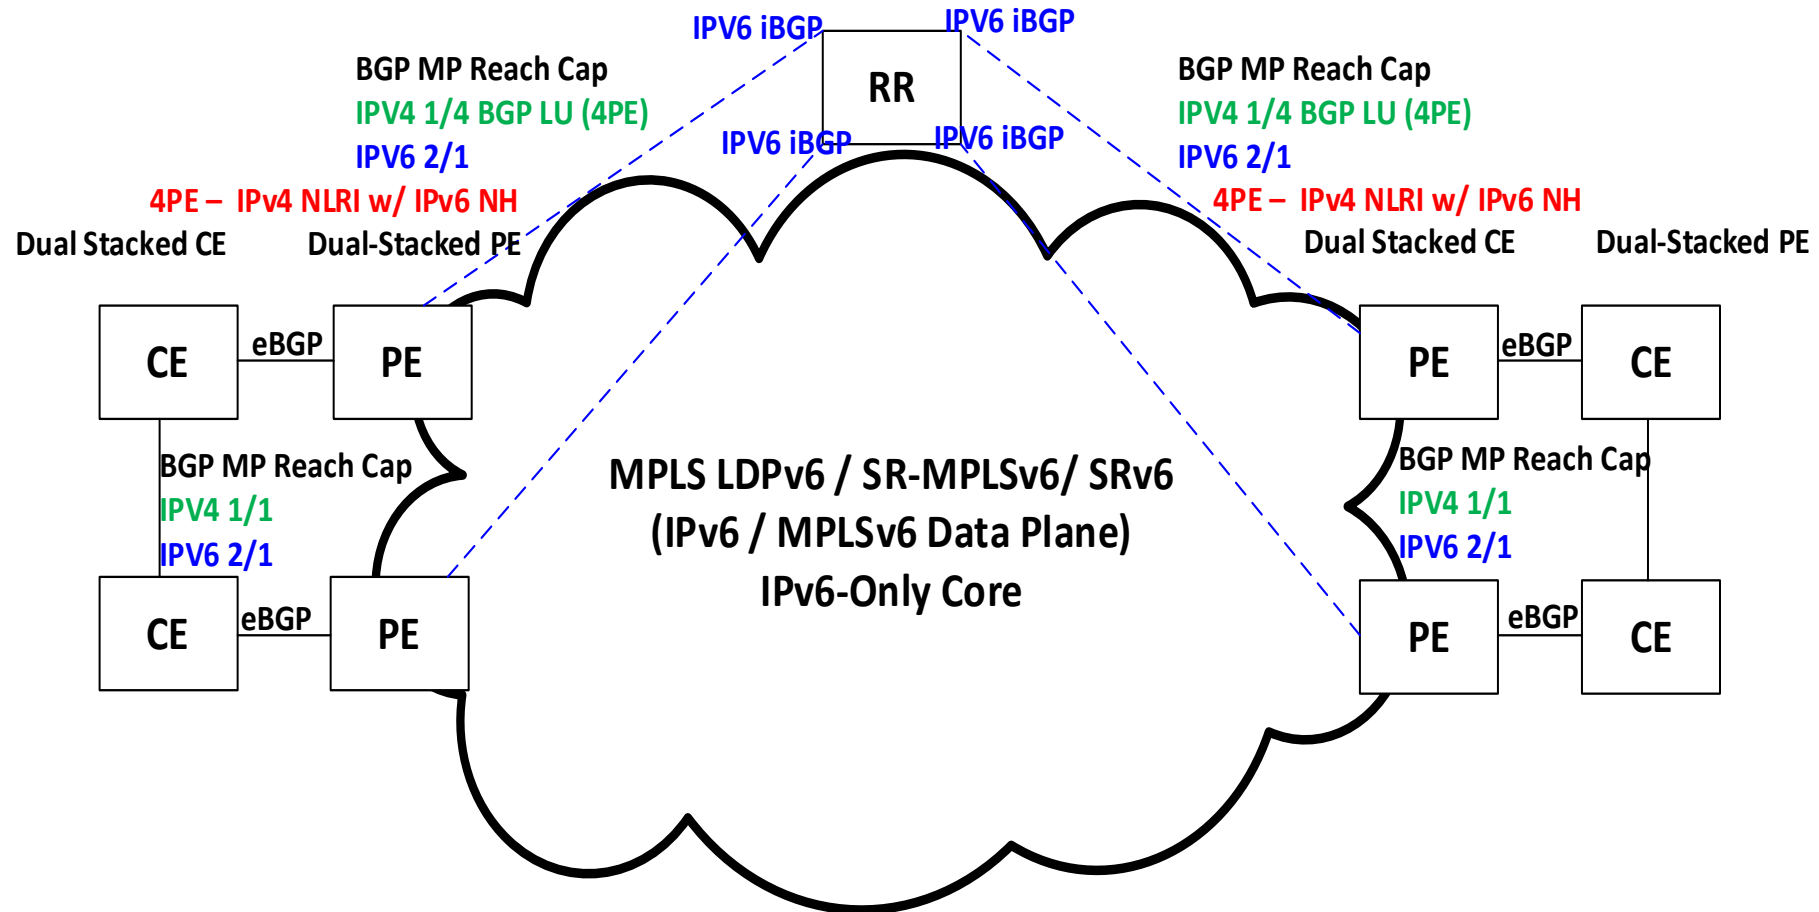 IPV6 iBGP
IPV6 iBGP
RR
IPV6 iBGP
IPV6 iBGP
BGP MP Reach Cap
IPV4 1/4 BGP LU (4PE)
IPV6 2/1
4PE – IPv4 NLRI w/ IPv6 NH
Dual Stacked CE
Dual-Stacked PE
BGP MP Reach Cap
IPV4 1/4 BGP LU (4PE)
IPV6 2/1
4PE – IPv4 NLRI w/ IPv6 NH
Dual Stacked CE
Dual-Stacked PE
CE
eBGP
PE
PE
eBGP
CE
BGP MP Reach Cap
IPV4 1/1
IPV6 2/1
MPLS LDPv6 / SR-MPLSv6/ SRv6
(IPv6 / MPLSv6 Data Plane)
IPv6-Only Core
BGP MP Reach Cap
IPV4 1/1
IPV6 2/1
CE
eBGP
PE
PE
eBGP
CE